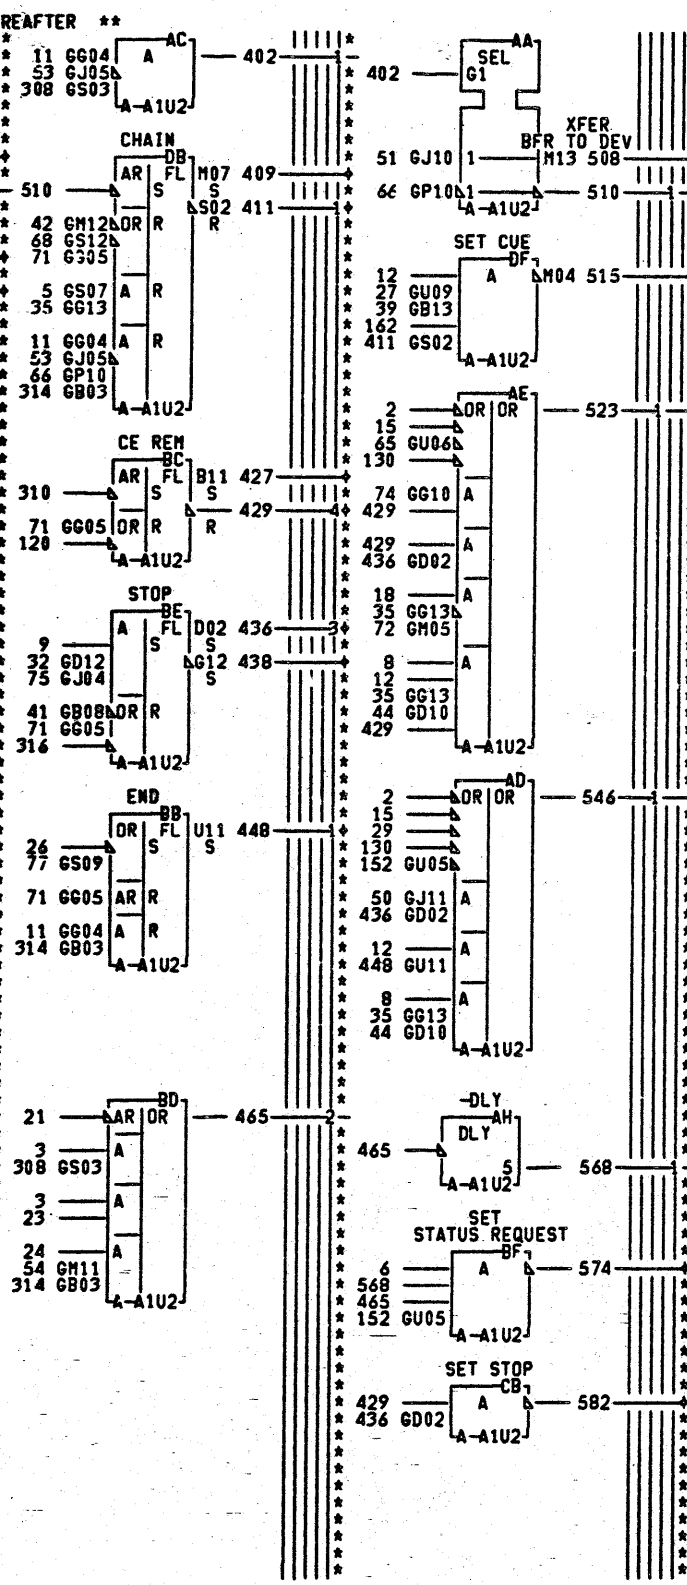 REAFTER **
AC
11 GG04 A 402 1
53 GJ05
308 GS03
A-A1U2
CHAIN
DB
AR FL M07 409
510 S S
S02 411 1
42 GM12 OR R R
68 GS12
71 GG05
5 GS07 A R
35 GG13
11 GG04 A R
53 GJ05
66 GP10
314 GB03
A-A1U2
CE REM
BC
AR FL B11 427
310 S S
429 4
71 GG05 OR R R
120
A-A1U2
STOP
BE
A FL D02 436 3
9 S S
32 GD12 G12 438
75 GJ04 S
41 GB08 OR R
71 GG05
316
A-A1U2
END
BB
OR FL U11 448 1
26 S S
77 GS09
71 GG05 AR R
11 GG04 A R
314 GB03
A-A1U2
BD
21 AR OR 465 2
3 A
308 GS03
3 A
23
24 A
54 GM11
314 GB03
A-A1U2
AA
SEL
402 G1
XFER
BFR TO DEV
51 GJ10 1 M13 508
66 GP10 1 510 1
A-A1U2
SET CUE
DF
12 A M04 515
27 GU09
39 GB13
162
411 GS02
A-A1U2
AE
2 OR OR 523 1
15
65 GU06
130
74 GG10 A
429
429 A
436 GD02
18 A
35 GG13
72 GM05
8 A
12
35 GG13
44 GD10
429
A-A1U2
AD
2 OR OR 546 1
15
29
130
152 GU05
50 GJ11 A
436 GD02
12 A
448 GU11
8 A
35 GG13
44 GD10
A-A1U2
-DLY
AH
DLY
465
5 568 1
A-A1U2
SET
STATUS REQUEST
BF
6 A 574
568
465
152 GU05
A-A1U2
SET STOP
CB
429 A 582
436 GD02
A-A1U2